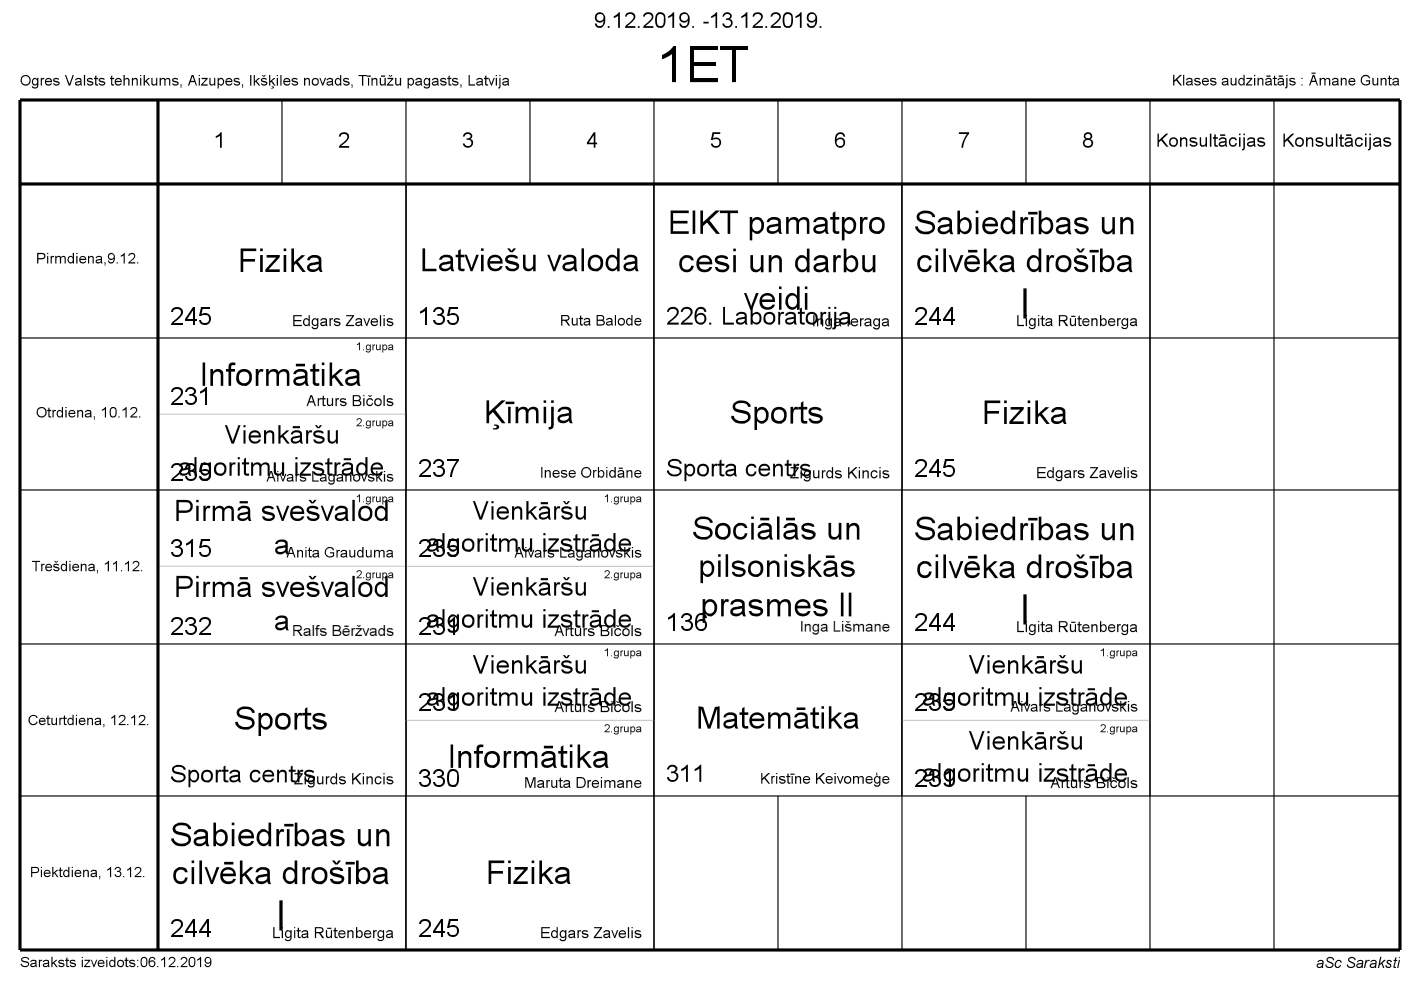 9.12.2019. -13.12.2019.
1ET
Ogres Valsts tehnikums, Aizupes, Ikšķiles novads, Tīnūžu pagasts, Latvija
Klases audzinātājs : Āmane Gunta
1 2 3 4 5 6 7 8 Konsultācijas Konsultācijas
Pirmdiena,9.12.
Fizika
245 Edgars Zavelis
Latviešu valoda
135 Ruta Balode
EIKT pamatpro
cesi un darbu
veidi
226. Laboratorija Inga Ieraga
Sabiedrības un
cilvēka drošība
I
244 Ligita Rūtenberga
Otrdiena, 10.12.
1.grupa
Informātika
231 Arturs Bičols
2.grupa
Vienkāršu
algoritmu izstrāde
235 Aivars Laganovskis
Ķīmija
237 Inese Orbidāne
Sports
Sporta centrs Zigurds Kincis
Fizika
245 Edgars Zavelis
Trešdiena, 11.12.
1.grupa
Pirmā svešvalod
a
315 Anita Grauduma
2.grupa
Pirmā svešvalod
a
232 Ralfs Bēržvads
1.grupa
Vienkāršu
algoritmu izstrāde
235 Aivars Laganovskis
2.grupa
Vienkāršu
algoritmu izstrāde
231 Arturs Bičols
Sociālās un
pilsoniskās
prasmes II
136 Inga Lišmane
Sabiedrības un
cilvēka drošība
I
244 Ligita Rūtenberga
Ceturtdiena, 12.12.
Sports
Sporta centrs Zigurds Kincis
1.grupa
Vienkāršu
algoritmu izstrāde
231 Arturs Bičols
2.grupa
Informātika
330 Maruta Dreimane
Matemātika
311 Kristīne Keivomeģe
1.grupa
Vienkāršu
algoritmu izstrāde
235 Aivars Laganovskis
2.grupa
Vienkāršu
algoritmu izstrāde
231 Arturs Bičols
Piektdiena, 13.12.
Sabiedrības un
cilvēka drošība
I
244 Ligita Rūtenberga
Fizika
245 Edgars Zavelis
Saraksts izveidots:06.12.2019
aSc Saraksti